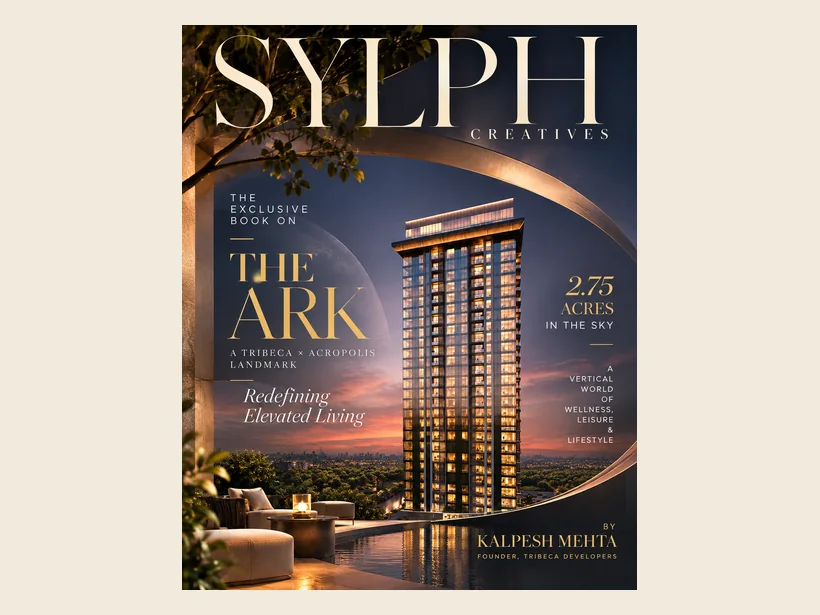 SYLPH
CREATIVES
THE
EXCLUSIVE
BOOK ON
THE
ARK
A TRIBECA × ACROPOLIS
LANDMARK
Redefining
Elevated Living
2.75
ACRES
IN THE SKY
A
VERTICAL
WORLD
OF
WELLNESS,
LEISURE
&
LIFESTYLE
BY
KALPESH MEHTA
FOUNDER, TRIBECA DEVELOPERS